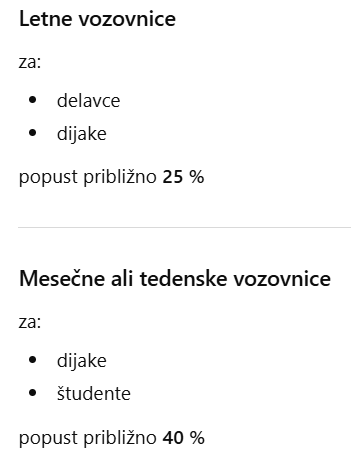 Letne vozovnice
za:
• delavce
• dijake
popust približno 25 %
Mesečne ali tedenske vozovnice
za:
• dijake
• študente
popust približno 40 %